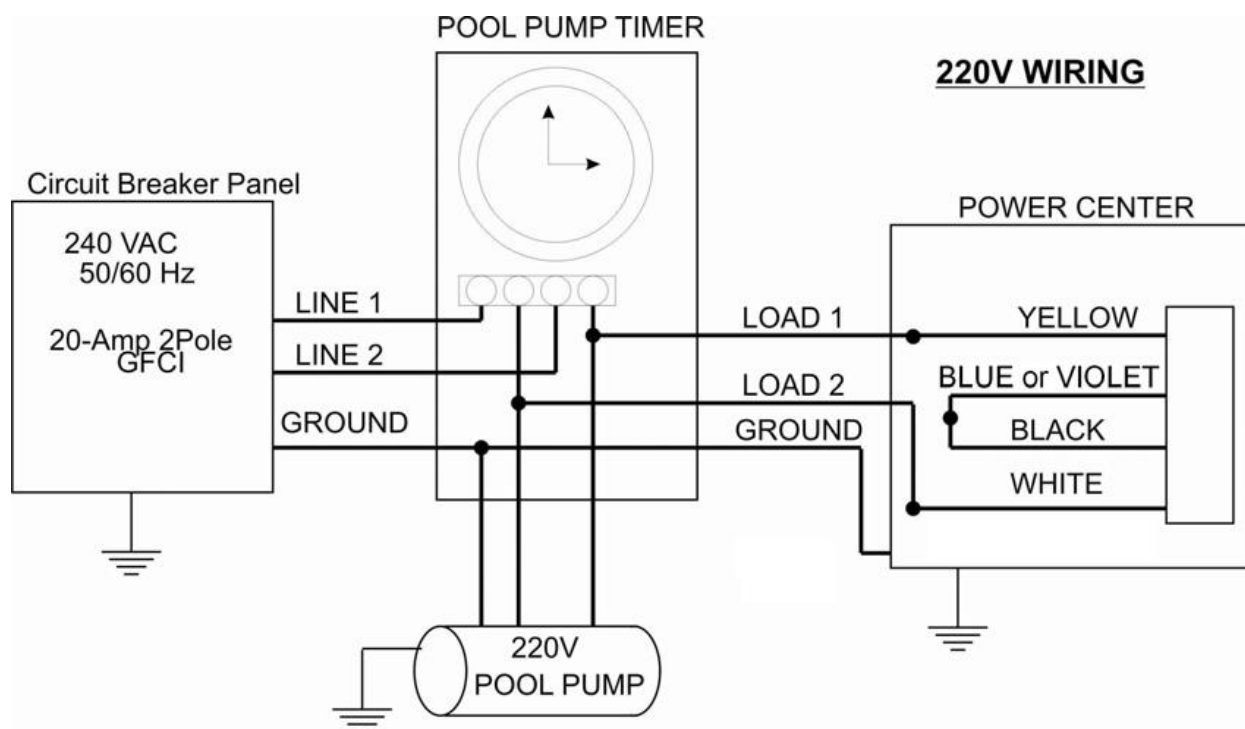 POOL PUMP TIMER
220V WIRING
Circuit Breaker Panel
240 VAC
50/60 Hz
20-Amp 2Pole
GFCI
LINE 1
LINE 2
GROUND
LOAD 1
LOAD 2
GROUND
POWER CENTER
YELLOW
BLUE or VIOLET
BLACK
WHITE
220V
POOL PUMP